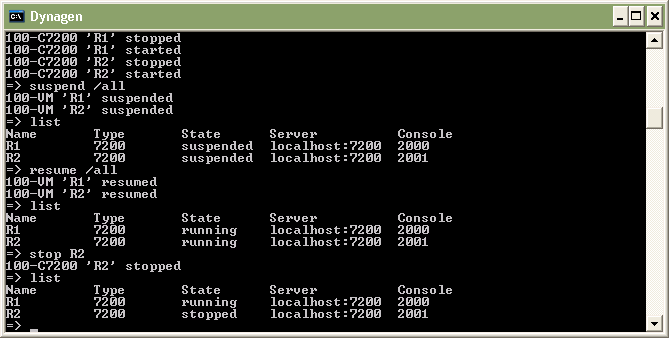 Dynagen
100-C7200 'R1' stopped
100-C7200 'R1' started
100-C7200 'R2' stopped
100-C7200 'R2' started
=> suspend /all
100-VM 'R1' suspended
100-VM 'R2' suspended
=> list
Name       Type       State      Server           Console
R1         7200       suspended  localhost:7200   2000
R2         7200       suspended  localhost:7200   2001
=> resume /all
100-VM 'R1' resumed
100-VM 'R2' resumed
=> list
Name       Type       State      Server           Console
R1         7200       running    localhost:7200   2000
R2         7200       running    localhost:7200   2001
=> stop R2
100-C7200 'R2' stopped
=> list
Name       Type       State      Server           Console
R1         7200       running    localhost:7200   2000
R2         7200       stopped    localhost:7200   2001
=> _